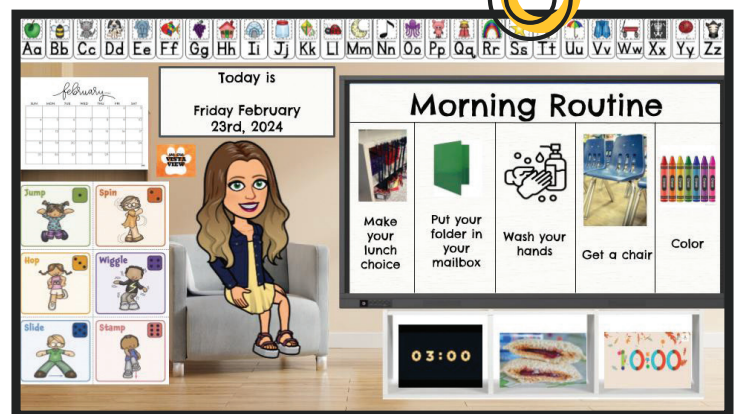 Aa Bb Cc Dd Ee Ff Gg Hh Ii Jj Kk Ll Mm Nn Oo Pp Qq Rr Ss Tt Uu Vv Ww Xx Yy Zz
february
Today is
Friday February
23rd, 2024
VISTA
VIEW
Morning Routine
Make
your
lunch
choice
Put your
folder in
your
mailbox
Wash your
hands
Get a chair
Color
Jump
Spin
Hop
Wiggle
Slide
Stamp
03:00
10:00